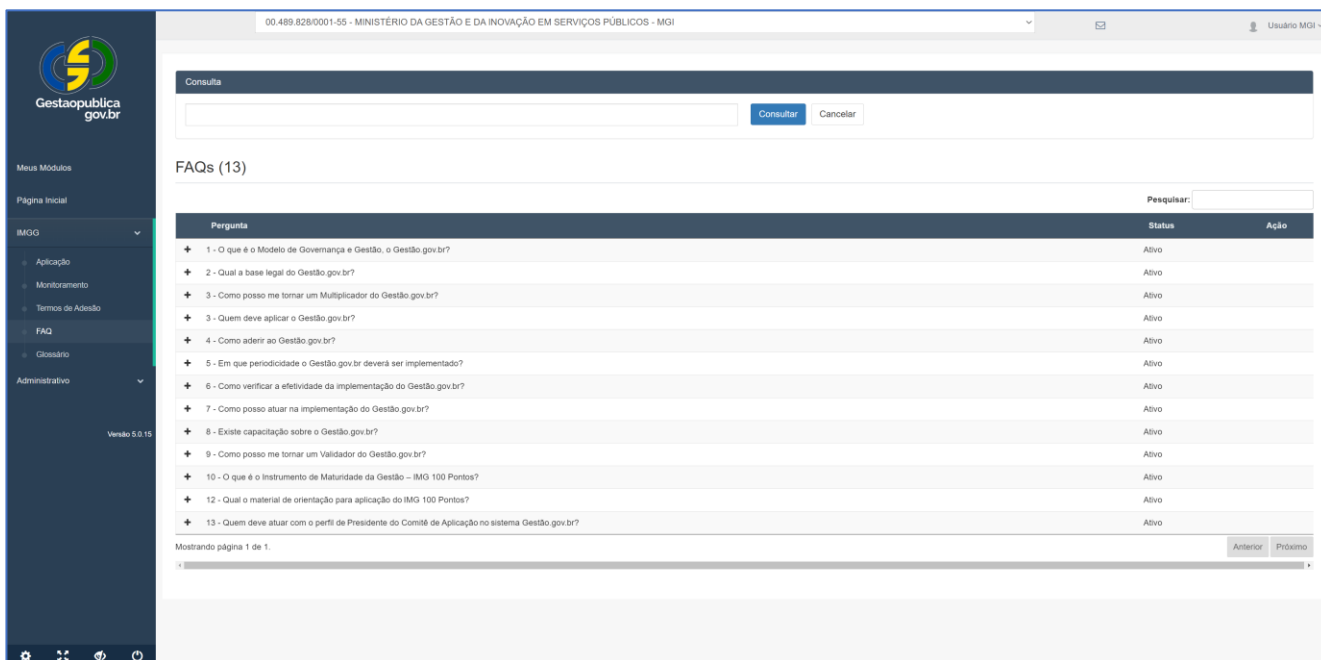 00.489.828/0001-55 - MINISTÉRIO DA GESTÃO E DA INOVAÇÃO EM SERVIÇOS PÚBLICOS - MGI
Usuário MGI
Gestaopublica
gov.br
Meus Módulos
Página Inicial
IMGG
Aplicação
Monitoramento
Termos de Adesão
FAQ
Glossário
Administrativo
Versão 5.0.15
Consulta
Consultar Cancelar
FAQs (13)
Pesquisar:
Pergunta Status Ação
1 - O que é o Modelo de Governança e Gestão, o Gestão.gov.br? Ativo
2 - Qual a base legal do Gestão.gov.br? Ativo
3 - Como posso me tornar um Multiplicador do Gestão.gov.br? Ativo
3 - Quem deve aplicar o Gestão.gov.br? Ativo
4 - Como aderir ao Gestão.gov.br? Ativo
5 - Em que periodicidade o Gestão.gov.br deverá ser implementado? Ativo
6 - Como verificar a efetividade da implementação do Gestão.gov.br? Ativo
7 - Como posso atuar na implementação do Gestão.gov.br? Ativo
8 - Existe capacitação sobre o Gestão.gov.br? Ativo
9 - Como posso me tornar um Validador do Gestão.gov.br? Ativo
10 - O que é o Instrumento de Maturidade da Gestão – IMG 100 Pontos? Ativo
12 - Qual o material de orientação para aplicação do IMG 100 Pontos? Ativo
13 - Quem deve atuar com o perfil de Presidente do Comitê de Aplicação no sistema Gestão.gov.br? Ativo
Mostrando página 1 de 1.
Anterior Próximo